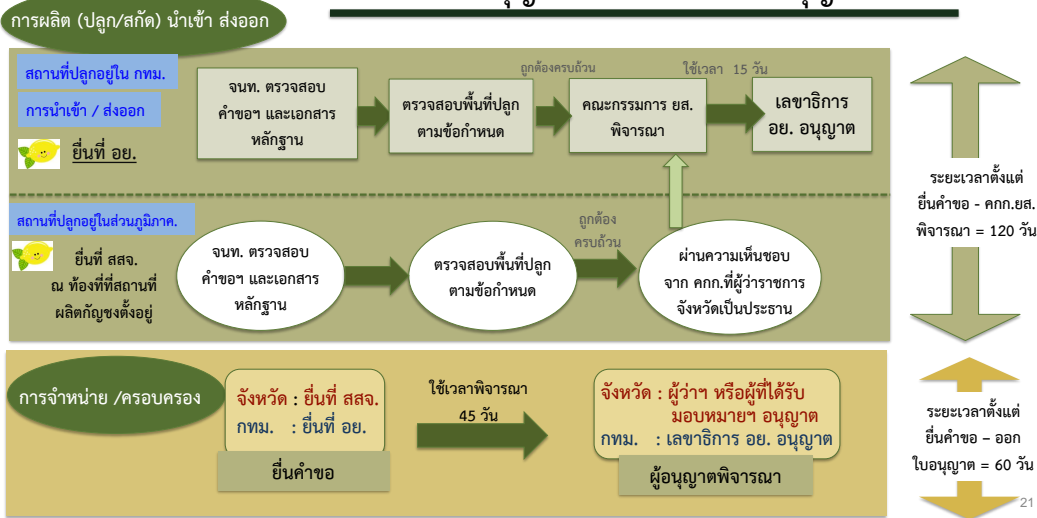 การผลิต (ปลูก/สกัด) นำเข้า ส่งออก
สถานที่ปลูกอยู่ใน กทม.
การนำเข้า / ส่งออก
ยื่นที่ อย.
จนท. ตรวจสอบ
คำขอฯ และเอกสาร
หลักฐาน
ตรวจสอบพื้นที่ปลูก
ตามข้อกำหนด
ถูกต้องครบถ้วน
คณะกรรมการ ยส.
พิจารณา
ใช้เวลา 15 วัน
เลขาธิการ
อย. อนุญาต
สถานที่ปลูกอยู่ในส่วนภูมิภาค.
ยื่นที่ สสจ.
ณ ท้องที่ที่สถานที่
ผลิตกัญชงตั้งอยู่
จนท. ตรวจสอบ
คำขอฯ และเอกสาร
หลักฐาน
ตรวจสอบพื้นที่ปลูก
ตามข้อกำหนด
ถูกต้อง
ครบถ้วน
ผ่านความเห็นชอบ
จาก คกก.ที่ผู้ว่าราชการ
จังหวัดเป็นประธาน
ระยะเวลาตั้งแต่
ยื่นคำขอ - คกก.ยส.
พิจารณา = 120 วัน
การจำหน่าย /ครอบครอง
จังหวัด : ยื่นที่ สสจ.
กทม. : ยื่นที่ อย.
ยื่นคำขอ
ใช้เวลาพิจารณา
45 วัน
จังหวัด : ผู้ว่าฯ หรือผู้ที่ได้รับ
มอบหมายฯ อนุญาต
กทม. : เลขาธิการ อย. อนุญาต
ผู้อนุญาตพิจารณา
ระยะเวลาตั้งแต่
ยื่นคำขอ – ออก
ใบอนุญาต = 60 วัน
21